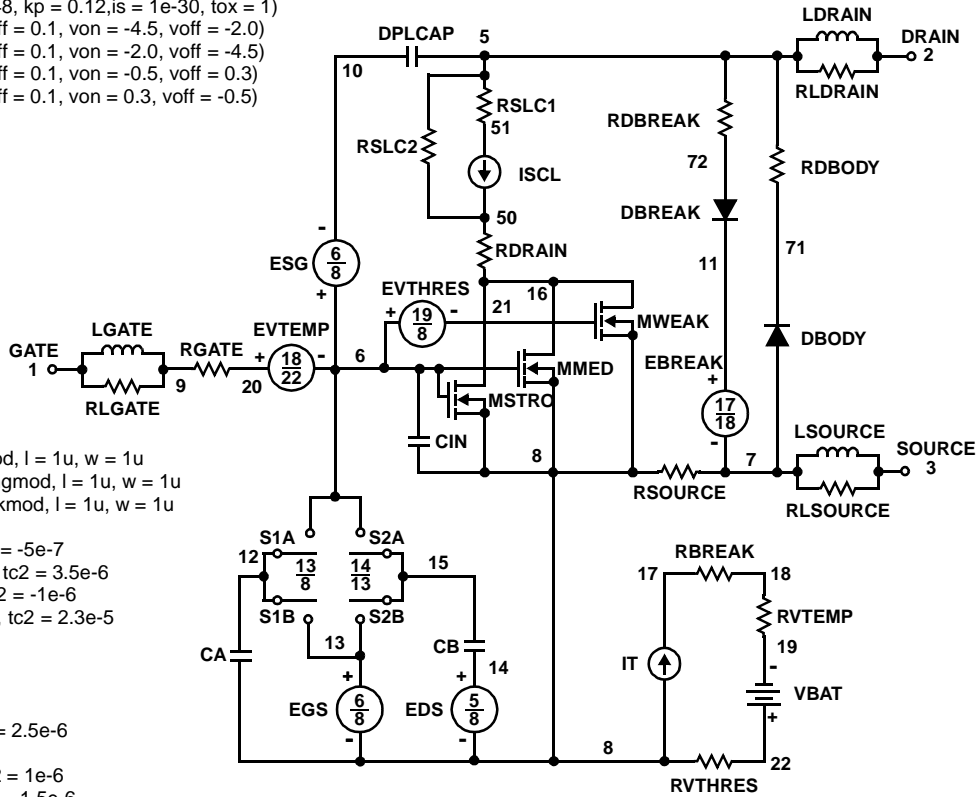 8, kp = 0.12,is = 1e-30, tox = 1)
ff = 0.1, von = -4.5, voff = -2.0)
ff = 0.1, von = -2.0, voff = -4.5)
ff = 0.1, von = -0.5, voff = 0.3)
ff = 0.1, von = 0.3, voff = -0.5)
DPLCAP
5
10
LDRAIN
DRAIN
2
RLDRAIN
RSLC1
51
RSLC2
ISCL
50
RDBREAK
72
RDBODY
DBREAK
11
71
RDRAIN
-
ESG
6
8
+
EVTHRES
+
19
8
-
16
21
MWEAK
LGATE
GATE
1
RLGATE
9
RGATE
20
EVTEMP
+
18
22
-
6
MMED
MSTRO
CIN
8
EBREAK
+
17
18
-
DBODY
RSOURCE
7
LSOURCE
SOURCE
3
RLSOURCE
od, l = 1u, w = 1u
gmod, l = 1u, w = 1u
kmod, l = 1u, w = 1u
= -5e-7
tc2 = 3.5e-6
2 = -1e-6
, tc2 = 2.3e-5
= 2.5e-6
2 = 1e-6
= -1.5e-6
S1A
S2A
12
13
8
14
13
15
S1B
S2B
13
CA
CB
14
+
EGS
6
8
-
+
EDS
5
8
-
8
RBREAK
17
18
RVTEMP
19
-
IT
VBAT
+
22
RVTHRES